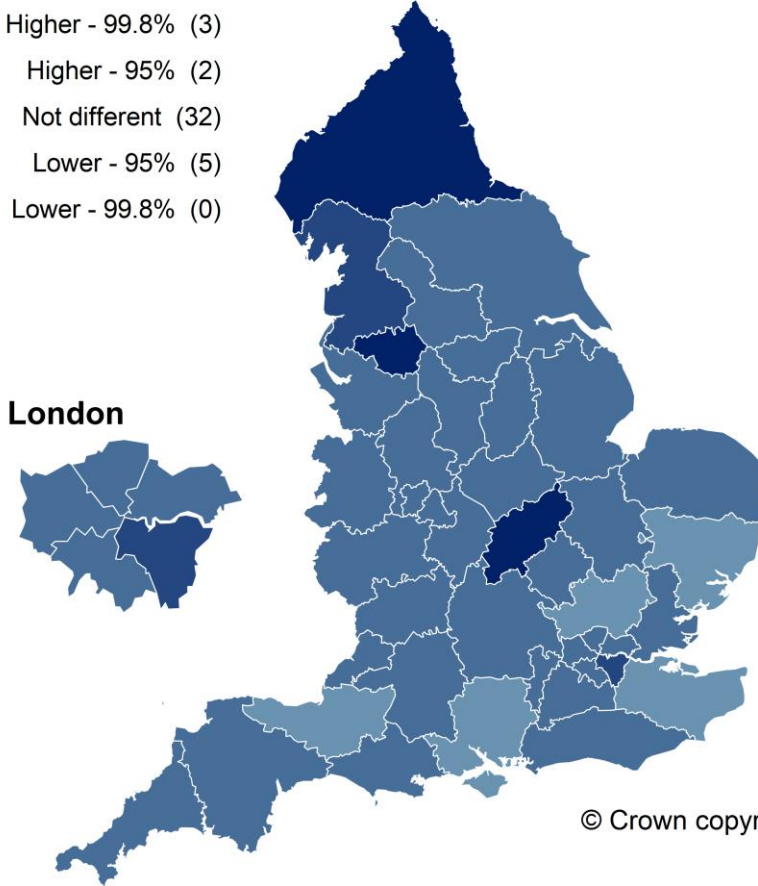 Higher - 99.8% (3)
Higher - 95% (2)
Not different (32)
Lower - 95% (5)
Lower - 99.8% (0)
London
© Crown copyr